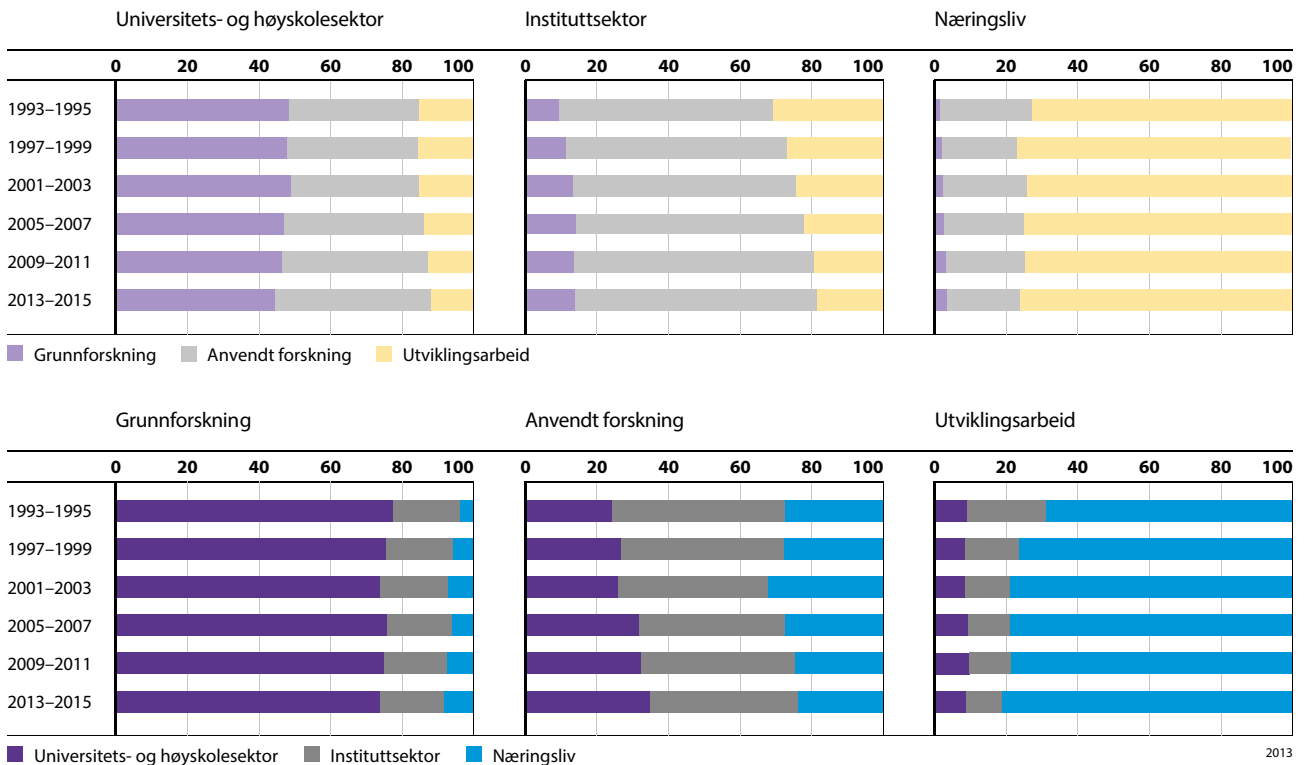 Universitets- og høyskolesektor Instituttsektor Næringsliv
0 20 40 60 80 100 0 20 40 60 80 100 0 20 40 60 80 100
1993–1995
1997–1999
2001–2003
2005–2007
2009–2011
2013–2015
Grunnforskning Anvendt forskning Utviklingsarbeid
Grunnforskning Anvendt forskning Utviklingsarbeid
0 20 40 60 80 100 0 20 40 60 80 100 0 20 40 60 80 100
1993–1995
1997–1999
2001–2003
2005–2007
2009–2011
2013–2015
Universitets- og høyskolesektor Instituttsektor Næringsliv 2013